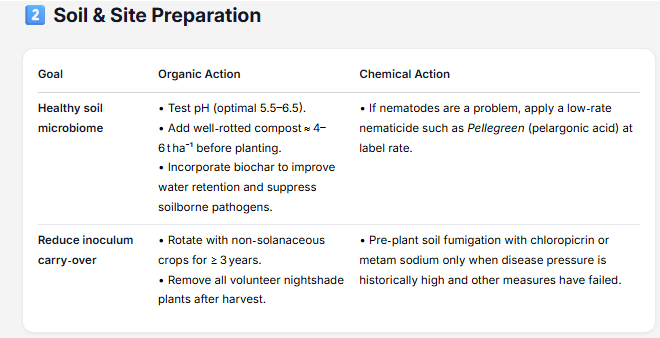 2 Soil & Site Preparation
Goal Organic Action Chemical Action
Healthy soil
microbiome
• Test pH (optimal 5.5–6.5).
• Add well-rotted compost ≈ 4–
6 t ha⁻¹ before planting.
• Incorporate biochar to improve
water retention and suppress
soilborne pathogens.
• If nematodes are a problem, apply a low-rate
nematicide such as Pellegreen (pelargonic acid) at
label rate.
Reduce inoculum
carry-over
• Rotate with non-solanaceous
crops for ≥ 3 years.
• Remove all volunteer nightshade
plants after harvest.
• Pre-plant soil fumigation with chloropicrin or
metam sodium only when disease pressure is
historically high and other measures have failed.